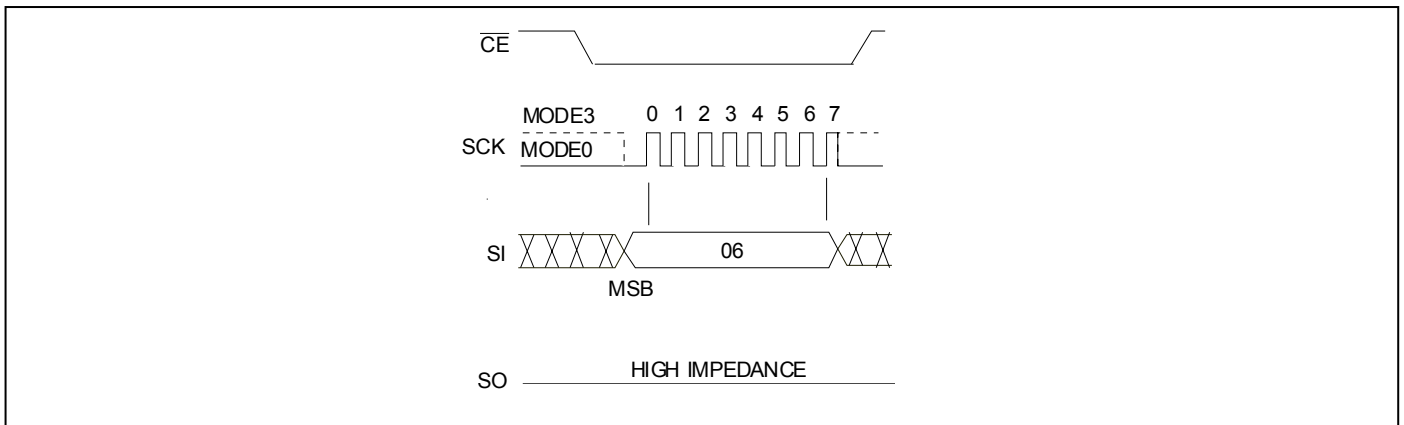 CE
MODE3 0 1 2 3 4 5 6 7
SCK MODE0
SI 06
MSB
SO HIGH IMPEDANCE